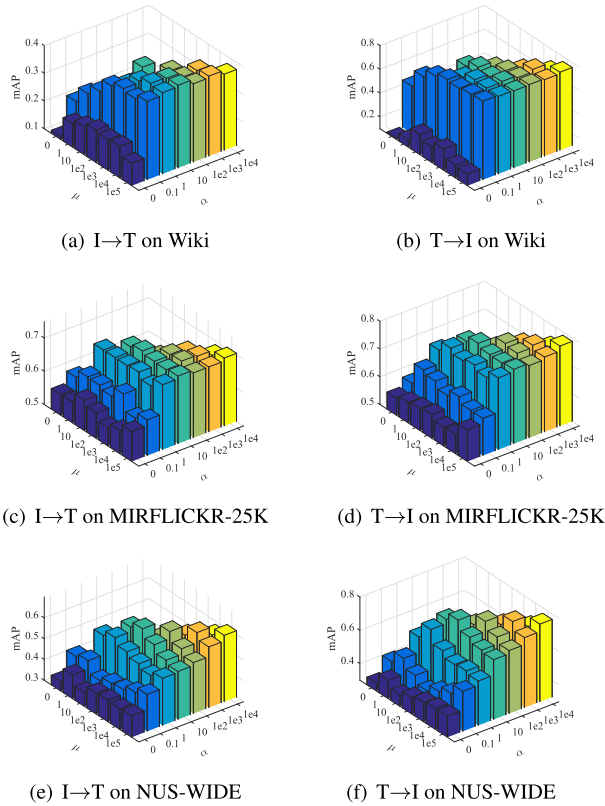 0.4
0.3
0.2
0.1
mAP
0
1
10
1e2
1e3
1e4
1e5
μ
0
0.1
1
10
1e2
1e3
1e4
α
(a) I→T on Wiki
0.8
0.6
0.4
0.2
mAP
0
1
10
1e2
1e3
1e4
1e5
μ
0
0.1
1
10
1e2
1e3
1e4
α
(b) T→I on Wiki
0.7
0.6
0.5
mAP
0
1
10
1e2
1e3
1e4
1e5
μ
0
0.1
1
10
1e2
1e3
1e4
α
(c) I→T on MIRFLICKR-25K
0.8
0.7
0.6
0.5
mAP
0
1
10
1e2
1e3
1e4
1e5
μ
0
0.1
1
10
1e2
1e3
1e4
α
(d) T→I on MIRFLICKR-25K
0.6
0.5
0.4
0.3
mAP
0
1
10
1e2
1e3
1e4
1e5
μ
0
0.1
1
10
1e2
1e3
1e4
α
(e) I→T on NUS-WIDE
0.8
0.6
0.4
mAP
0
1
10
1e2
1e3
1e4
1e5
μ
0
0.1
1
10
1e2
1e3
1e4
α
(f) T→I on NUS-WIDE